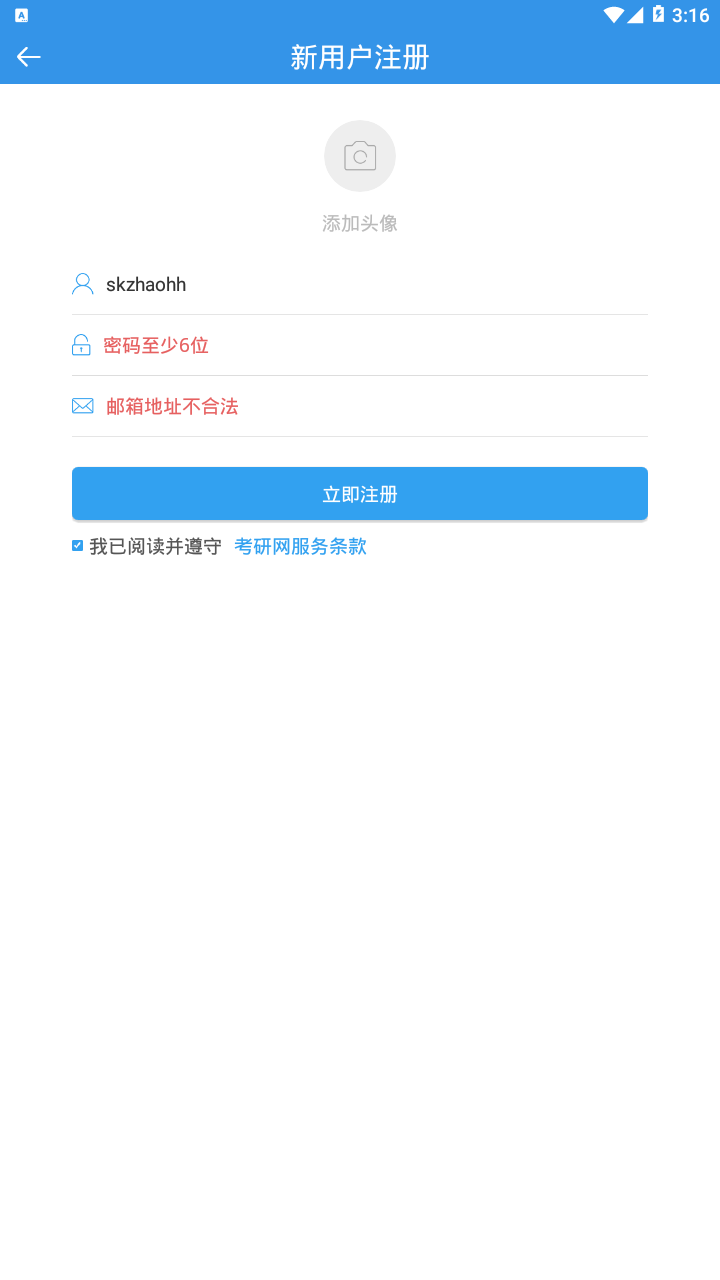 3:16
新用户注册
添加头像
skzhaohh
密码至少6位
邮箱地址不合法
立即注册
我已阅读并遵守 考研网服务条款